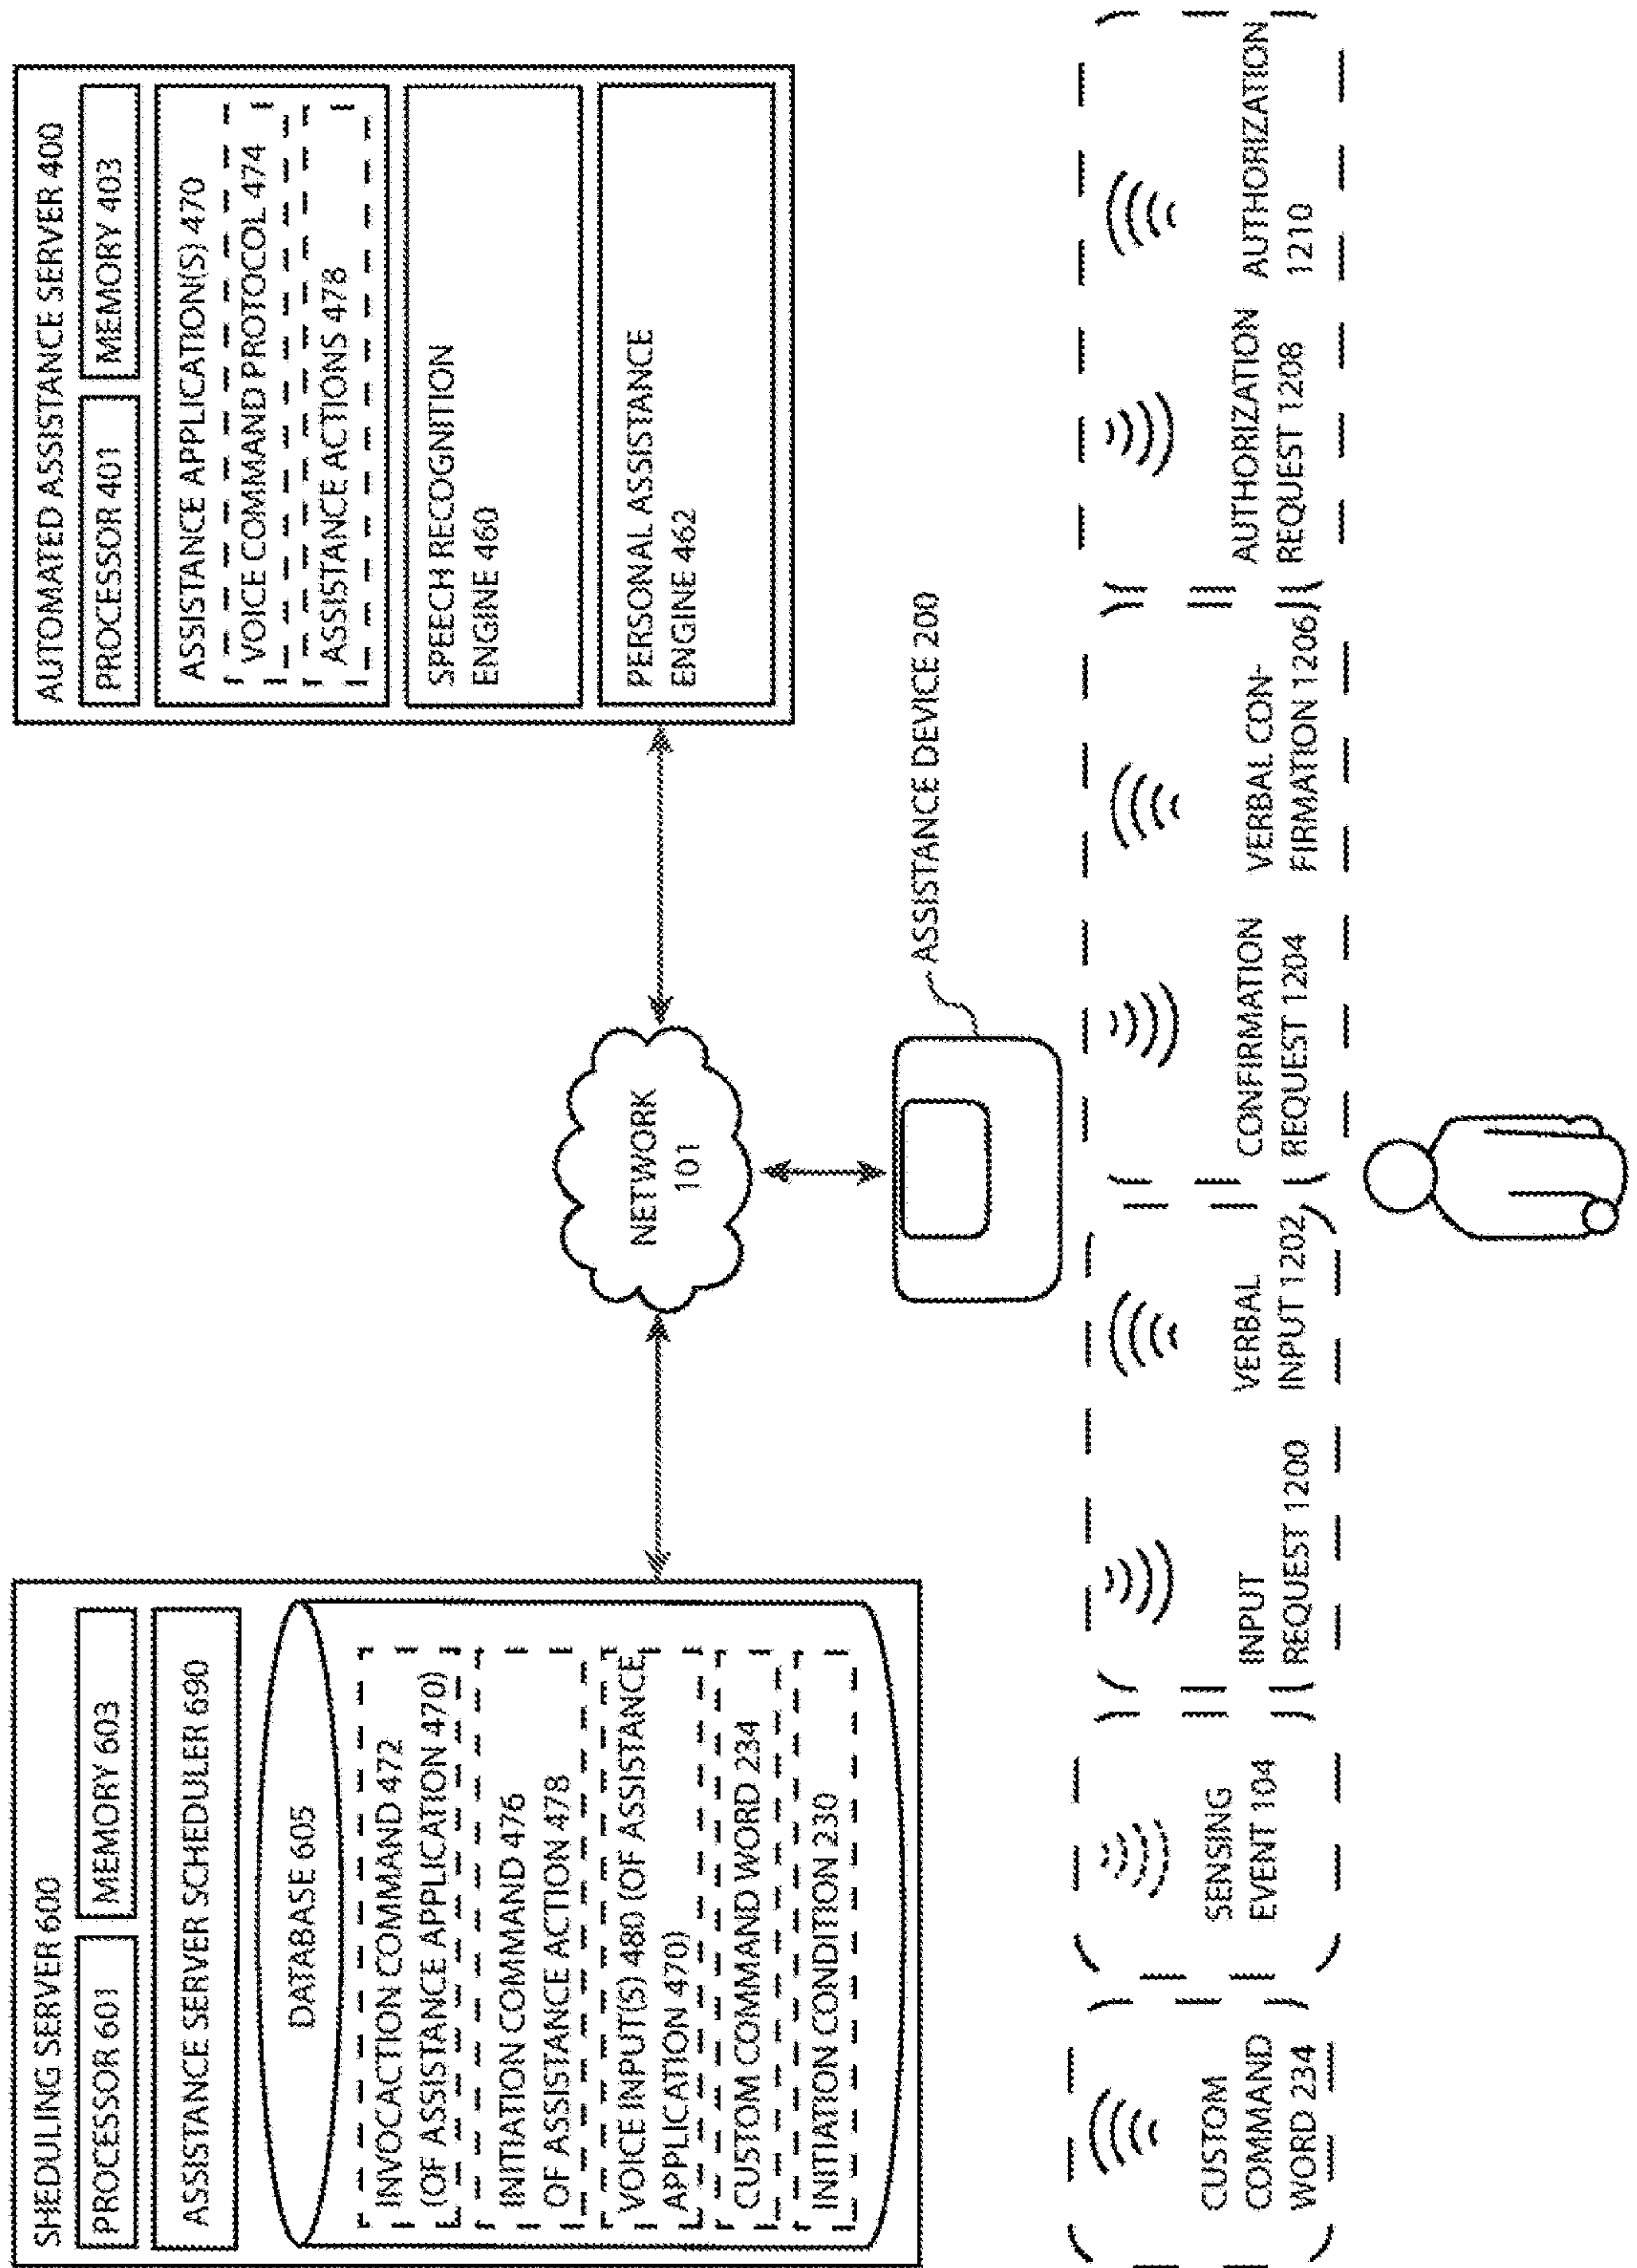 SHEDULING SERVER 600
PROCESSOR 601
MEMORY 603
ASSISTANCE SERVER SCHEDULER 690
DATABASE 605
INVOCACTION COMMAND 472
(OF ASSISTANCE APPLICATION 470)
INITIATION COMMAND 476
OF ASSISTANCE ACTION 478
VOICE INPUT(S) 480 (OF ASSISTANCE
APPLICATION 470)
CUSTOM COMMAND WORD 234
INITIATION CONDITION 230
AUTOMATED ASSISTANCE SERVER 400
PROCESSOR 401
MEMORY 403
ASSISTANCE APPLICATION(S) 470
VOICE COMMAND PROTOCOL 474
ASSISTANCE ACTIONS 478
SPEECH RECOGNITION
ENGINE 460
PERSONAL ASSISTANCE
ENGINE 462
NETWORK
101
ASSISTANCE DEVICE 200
CUSTOM
COMMAND
WORD 234
SENSING
EVENT 104
INPUT
REQUEST 1200
VERBAL
INPUT 1202
CONFIRMATION
REQUEST 1204
VERBAL CON-
FIRMATION 1206
AUTHORIZATION
REQUEST 1208
AUTHORIZATION
1210